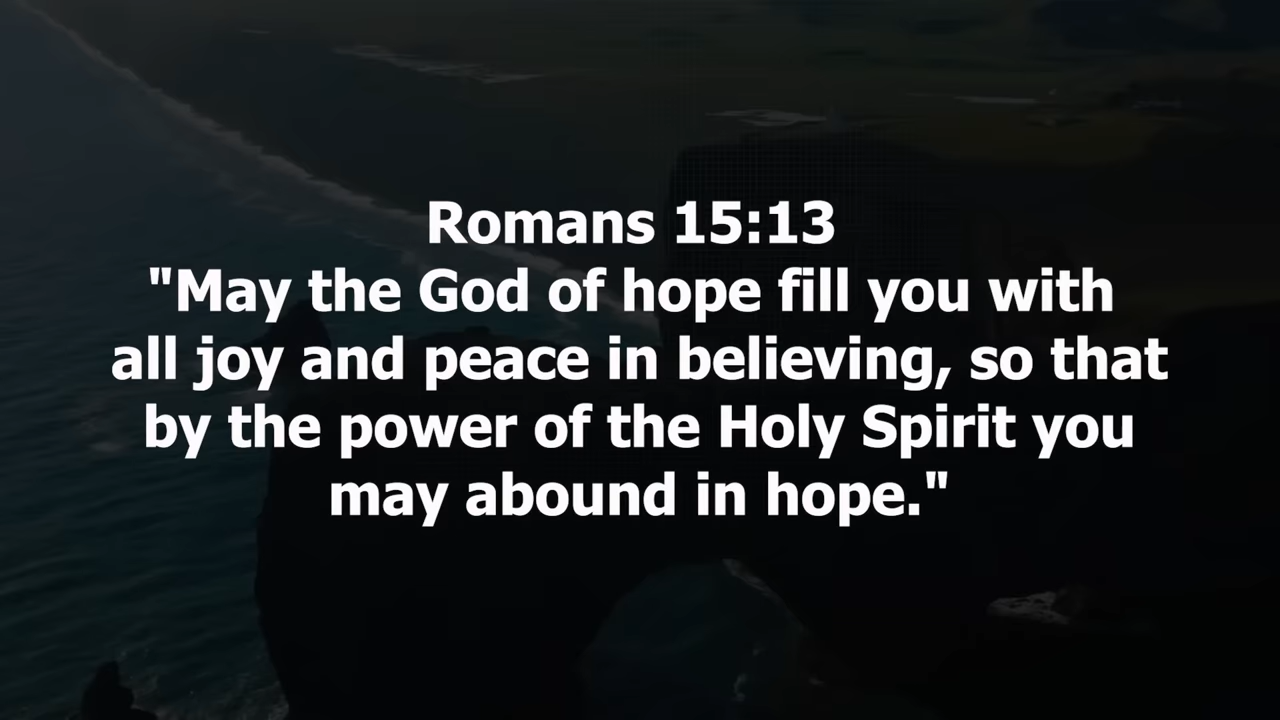 Romans 15:13
"May the God of hope fill you with
all joy and peace in believing, so that
by the power of the Holy Spirit you
may abound in hope."